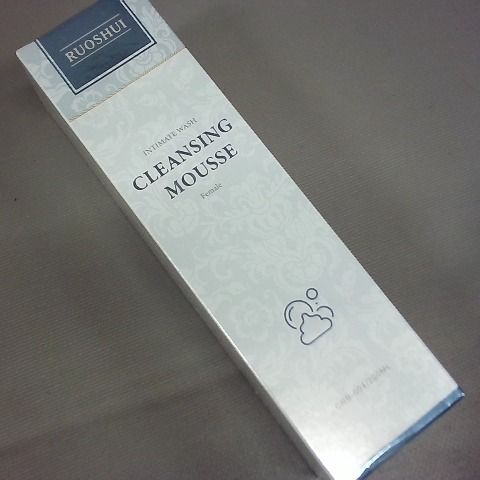 RUOSHUI
INTIMATE WASH
CLEANSING
MOUSSE
Female